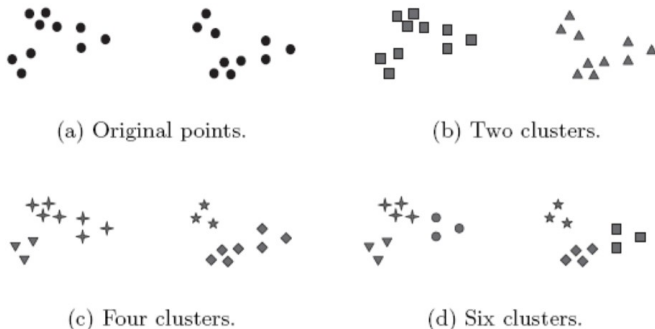 (a) Original points.
(b) Two clusters.
(c) Four clusters.
(d) Six clusters.